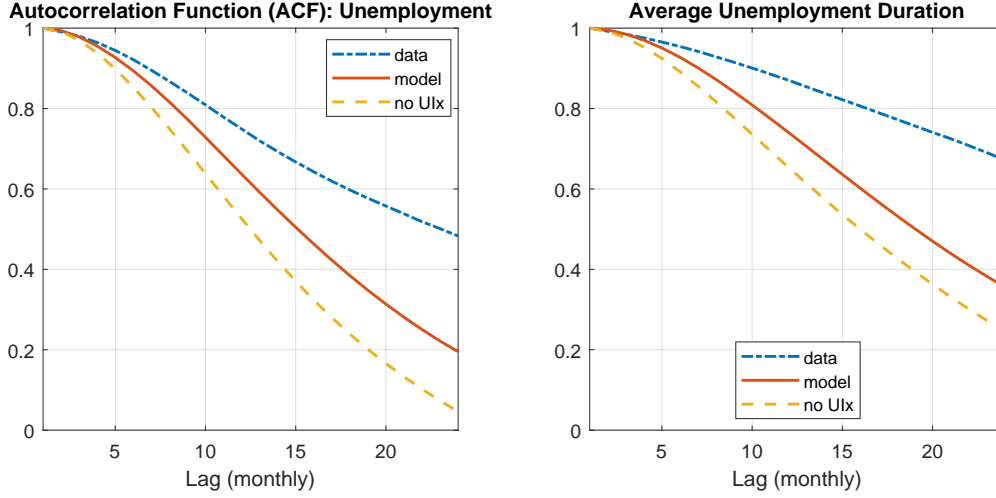 Autocorrelation Function (ACF): Unemployment
1
0.8
0.6
0.4
0.2
0
5 10 15 20
Lag (monthly)
data
model
no UIx
Average Unemployment Duration
1
0.8
0.6
0.4
0.2
0
5 10 15 20
Lag (monthly)
data
model
no UIx